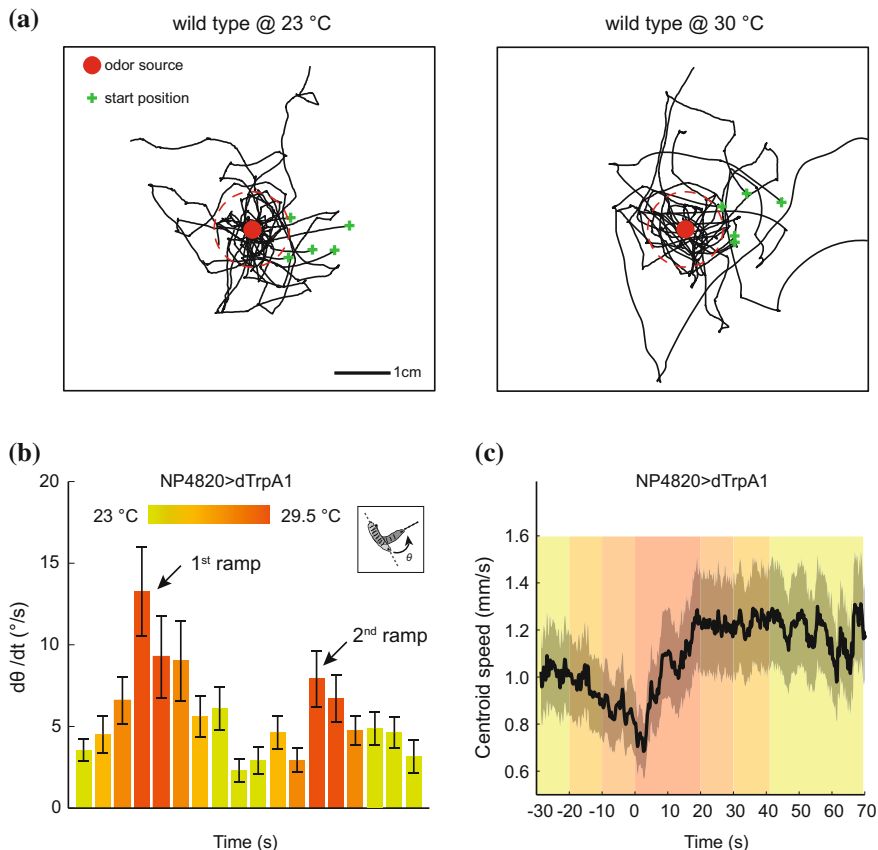 (a)
wild type @ 23 °C
wild type @ 30 °C
odor source
start position
1cm
(b)
NP4820>dTrpA1
20
15
10
5
0
dθ/dt (°/s)
23 °C
29.5 °C
θ
1st ramp
2nd ramp
Time (s)
(c)
NP4820>dTrpA1
1.6
1.4
1.2
1.0
0.8
0.6
Centroid speed (mm/s)
-30 -20 -10 0 10 20 30 40 50 60 70
Time (s)